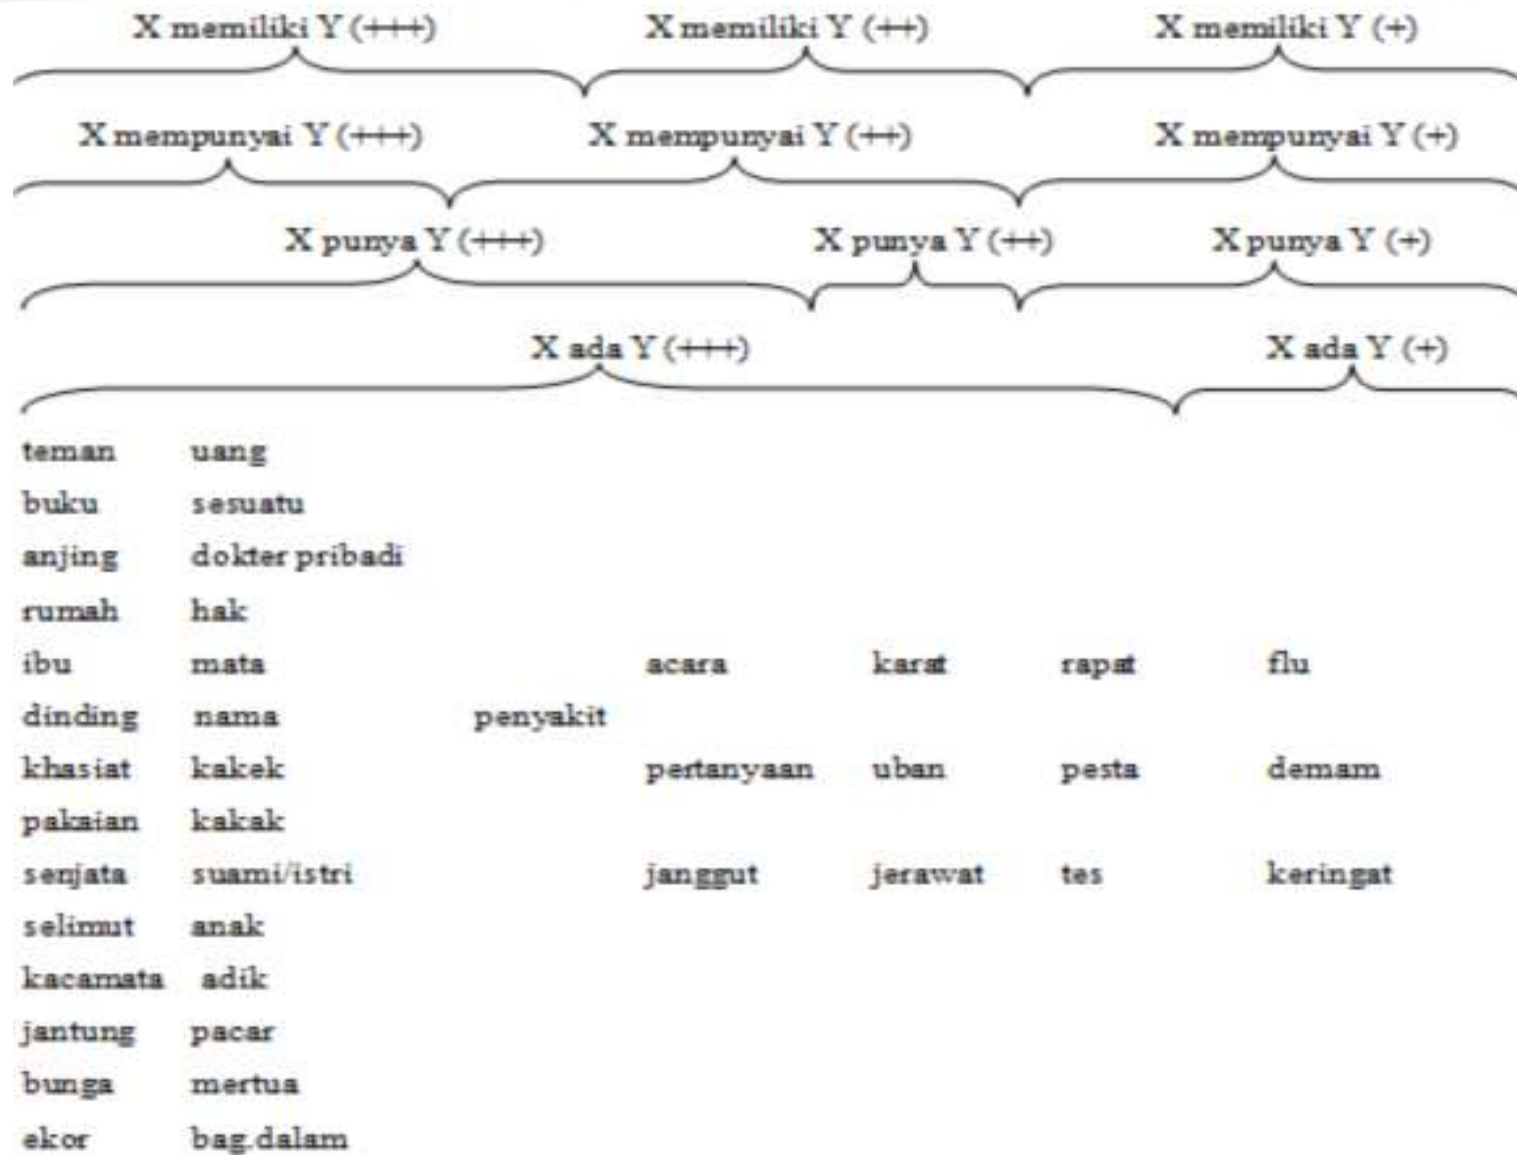 X memiliki Y (+++) X memiliki Y (++) X memiliki Y (+)
X mempunyai Y (+++) X mempunyai Y (++) X mempunyai Y (+)
X punya Y (+++) X punya Y (++) X punya Y (+)
X ada Y (+++) X ada Y (+)
teman uang
buku sesuatu
anjing dokter pribadi
rumah hak
ibu mata acara karat rapat flu
dinding nama penyakit
khasiat kakek pertanyaan uban pesta demam
pakaian kakak
senjata suami/istri janggut jerawat tes keringat
selimut anak
kacamata adik
jantung pacar
bunga mertua
ekor bag.dalam